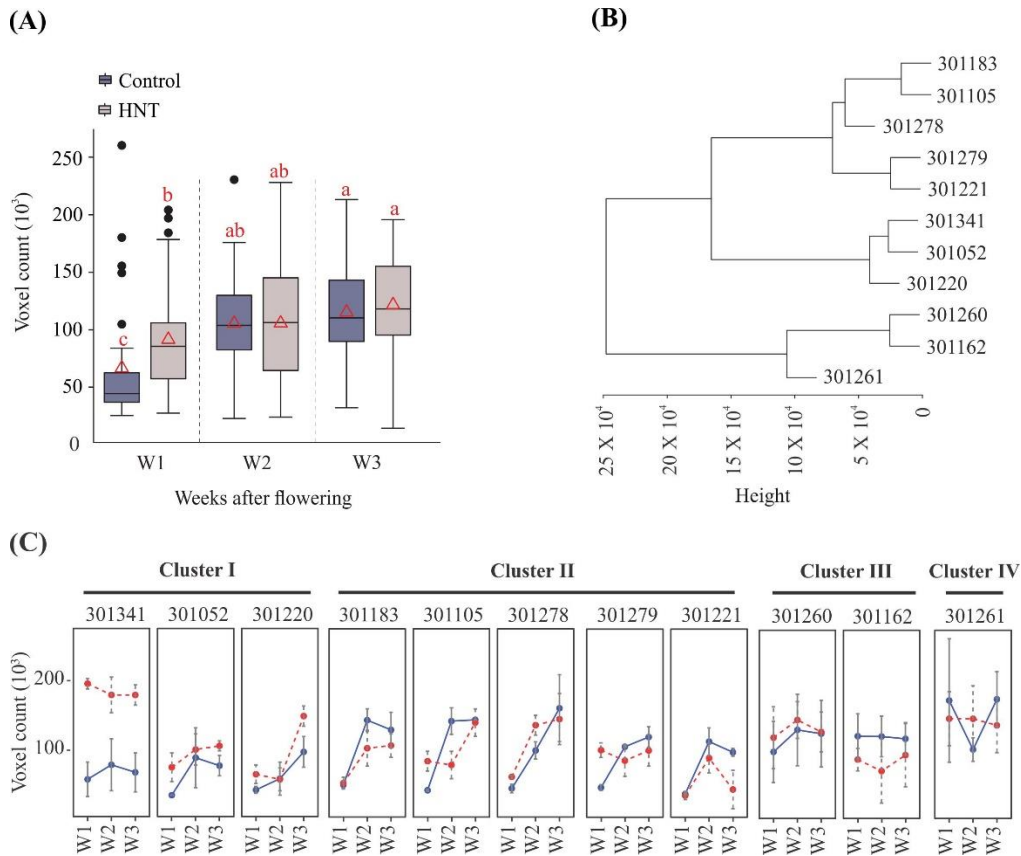 (A)
Control
HNT
Voxel count (10³)
250
200
150
100
50
0
c
b
ab
ab
a
a
W1 W2 W3
Weeks after flowering
(B)
301183
301105
301278
301279
301221
301341
301052
301220
301260
301162
301261
25 X 10⁴
20 X 10⁴
15 X 10⁴
10 X 10⁴
5 X 10⁴
0
Height
(C)
Cluster I Cluster II Cluster III Cluster IV
301341 301052 301220 301183 301105 301278 301279 301221 301260 301162 301261
Voxel count (10³)
200
100
W1 W2 W3 W1 W2 W3 W1 W2 W3 W1 W2 W3 W1 W2 W3 W1 W2 W3 W1 W2 W3 W1 W2 W3 W1 W2 W3 W1 W2 W3 W1 W2 W3